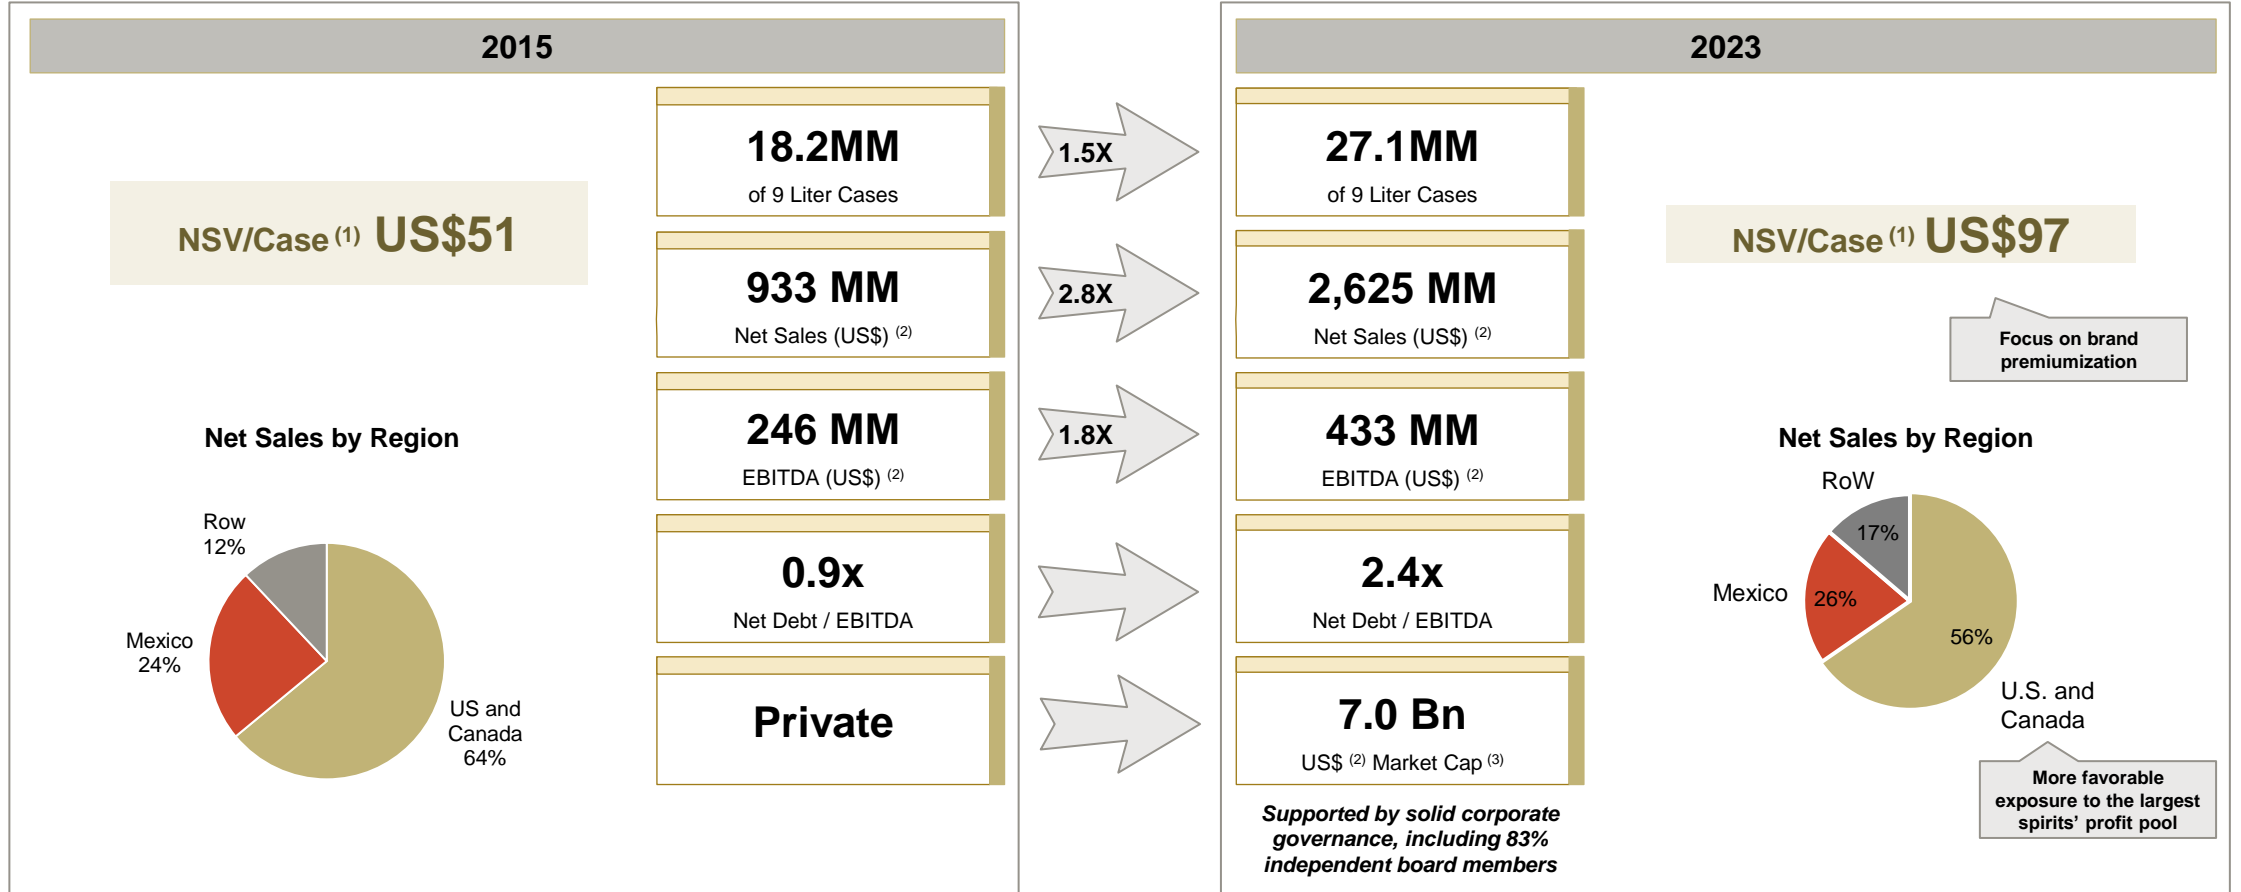 2015
NSV/Case (1) US$51
Net Sales by Region
Row
12%
Mexico
24%
US and
Canada
64%
18.2MM
of 9 Liter Cases
933 MM
Net Sales (US$) (2)
246 MM
EBITDA (US$) (2)
0.9x
Net Debt / EBITDA
Private
1.5X
2.8X
1.8X
2023
27.1MM
of 9 Liter Cases
2,625 MM
Net Sales (US$) (2)
433 MM
EBITDA (US$) (2)
2.4x
Net Debt / EBITDA
7.0 Bn
US$ (2) Market Cap (3)
Supported by solid corporate
governance, including 83%
independent board members
NSV/Case (1) US$97
Focus on brand
premiumization
Net Sales by Region
RoW
17%
Mexico
26%
56%
U.S. and
Canada
More favorable
exposure to the largest
spirits’ profit pool